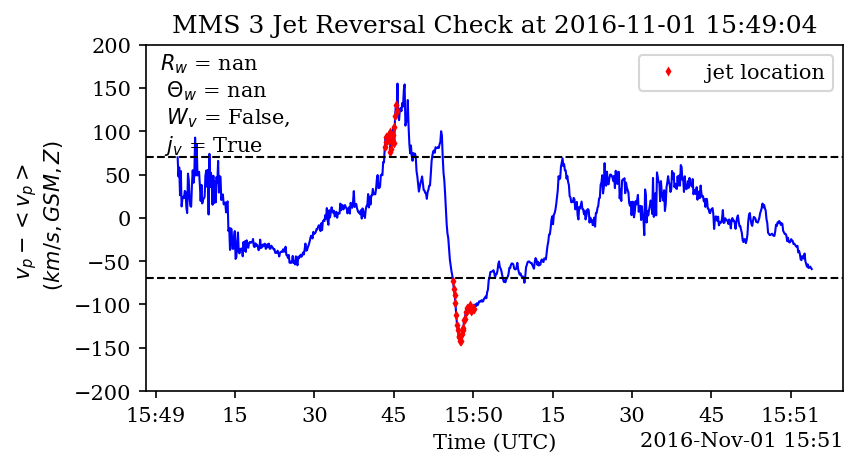 MMS 3 Jet Reversal Check at 2016-11-01 15:49:04
R_w = nan
Θ_w = nan
W_v = False,
j_v = True
jet location
200
150
100
50
0
−50
−100
−150
−200
v_p − <v_p>
(km/s, GSM, Z)
15:49 15 30 45 15:50 15 30 45 15:51
Time (UTC)
2016-Nov-01 15:51